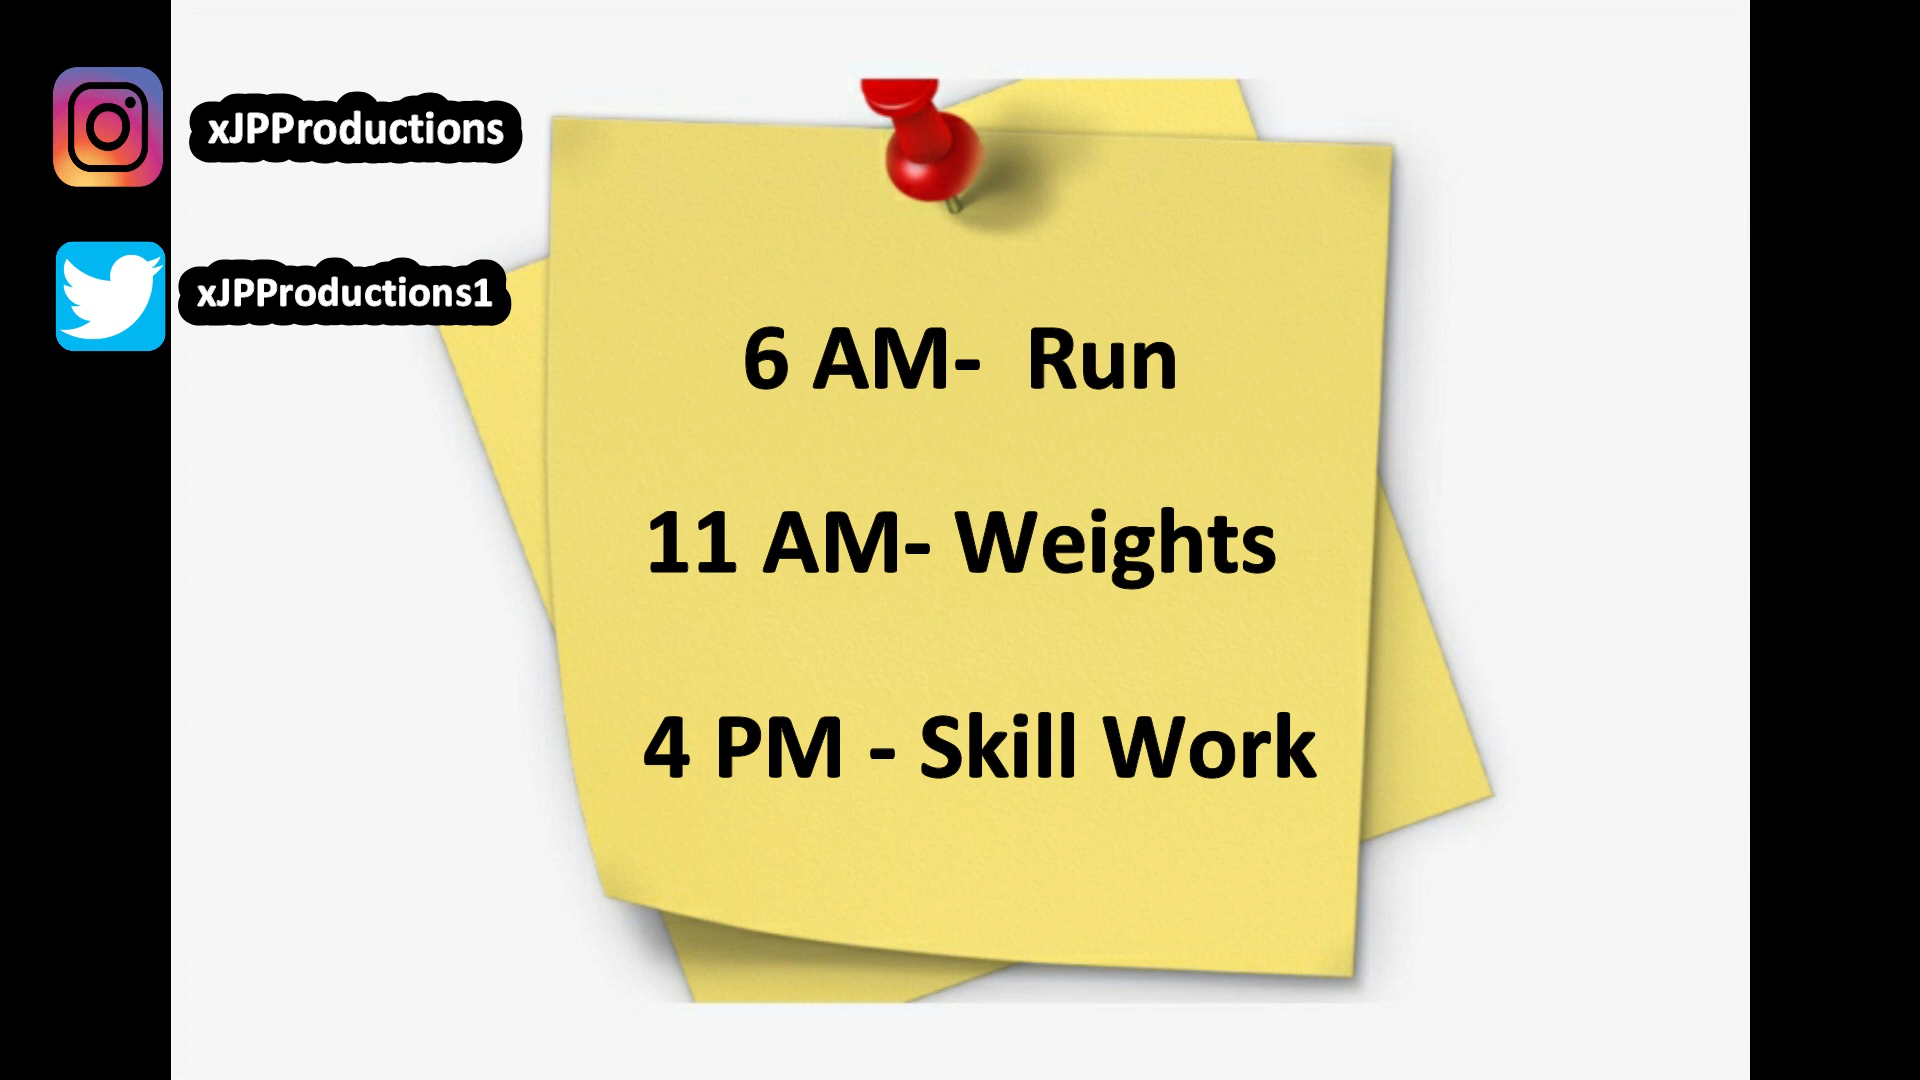 xJPProductions
xJPProductions1
6 AM-  Run
11 AM- Weights
4 PM - Skill Work